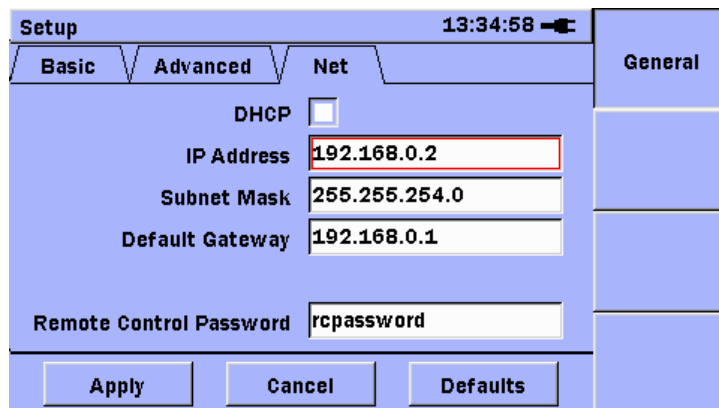 Setup 13:34:58
Basic Advanced Net General
DHCP
IP Address 192.168.0.2
Subnet Mask 255.255.254.0
Default Gateway 192.168.0.1
Remote Control Password rcpassword
Apply Cancel Defaults